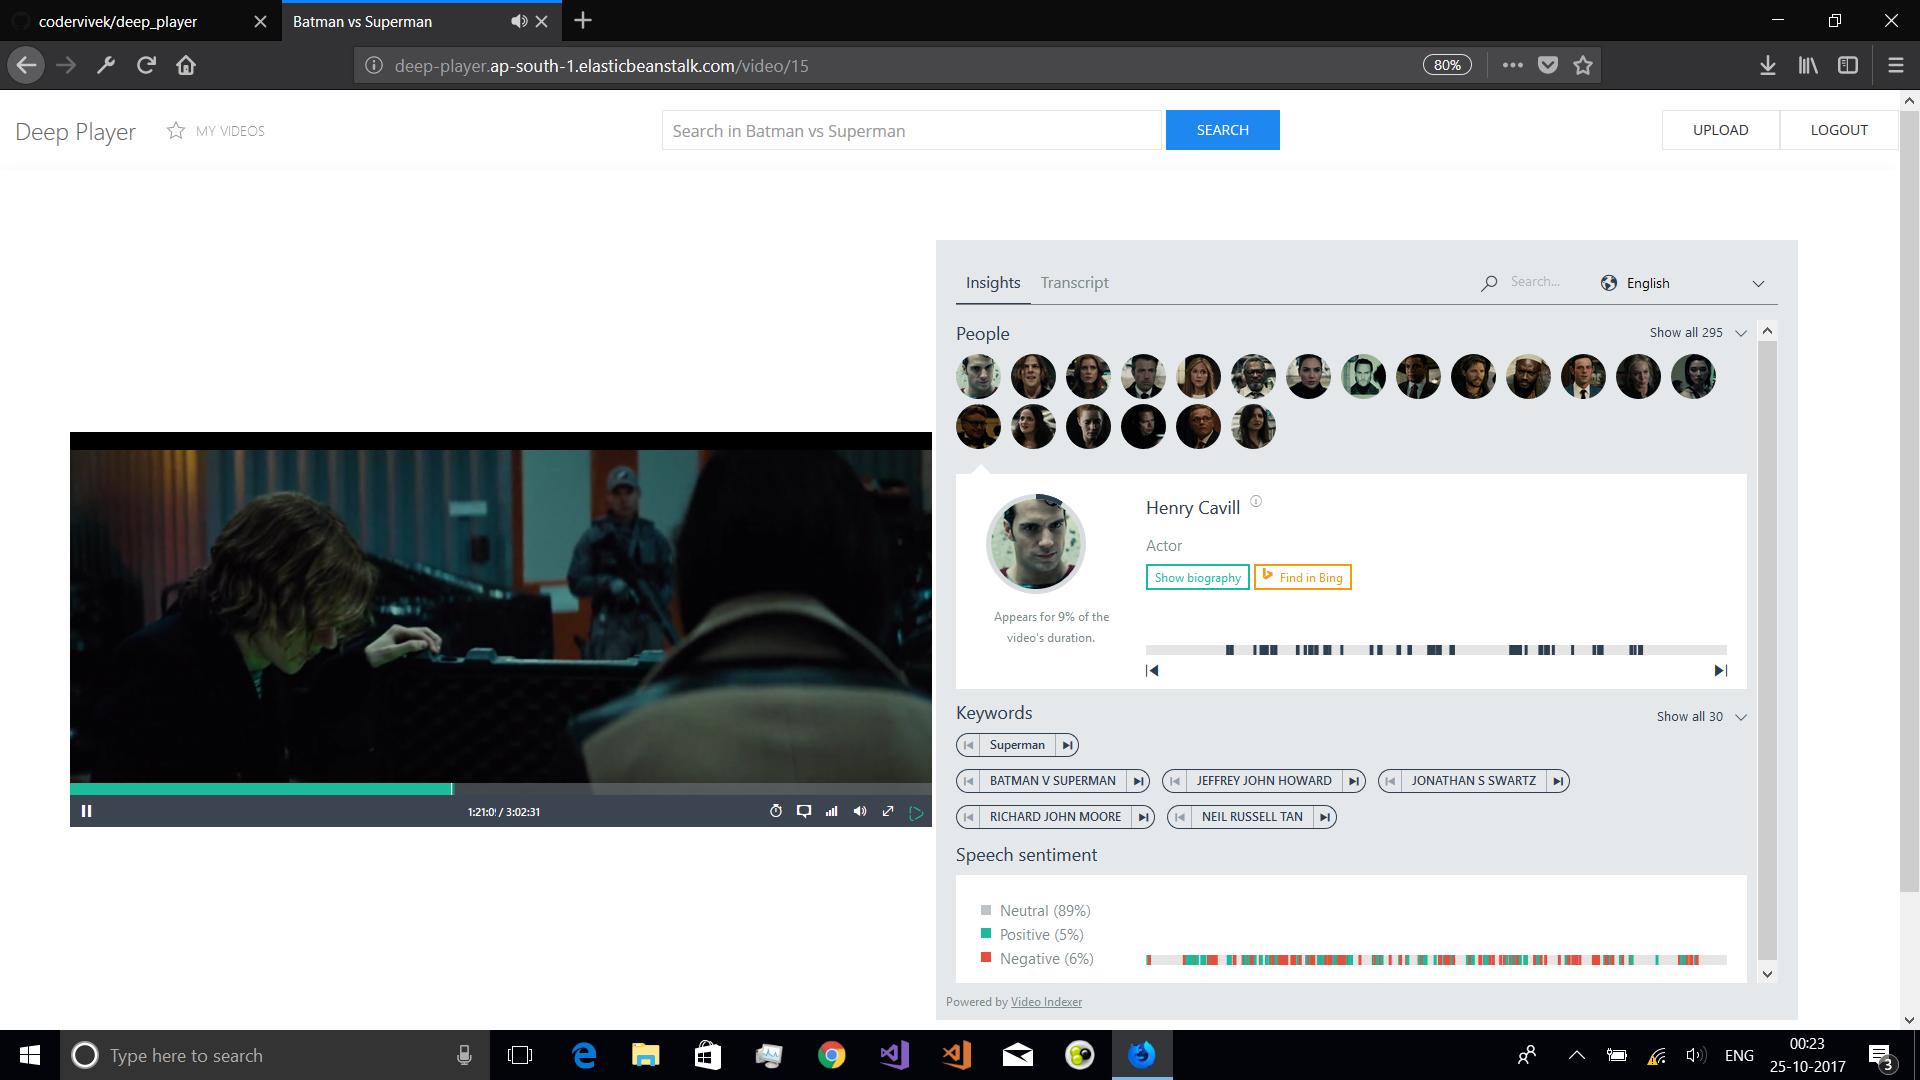 codervivek/deep_player
Batman vs Superman
deep-player.ap-south-1.elasticbeanstalk.com/video/15
80%
Deep Player
MY VIDEOS
Search in Batman vs Superman
SEARCH
UPLOAD
LOGOUT
Insights
Transcript
Search...
English
People
Show all 295
Henry Cavill
Actor
Show biography
Find in Bing
Appears for 9% of the
video's duration.
Keywords
Show all 30
Superman
BATMAN V SUPERMAN
JEFFREY JOHN HOWARD
JONATHAN S SWARTZ
RICHARD JOHN MOORE
NEIL RUSSELL TAN
Speech sentiment
Neutral (89%)
Positive (5%)
Negative (6%)
Powered by Video Indexer
/ 3:02:31
Type here to search
ENG
00:23
25-10-2017
3